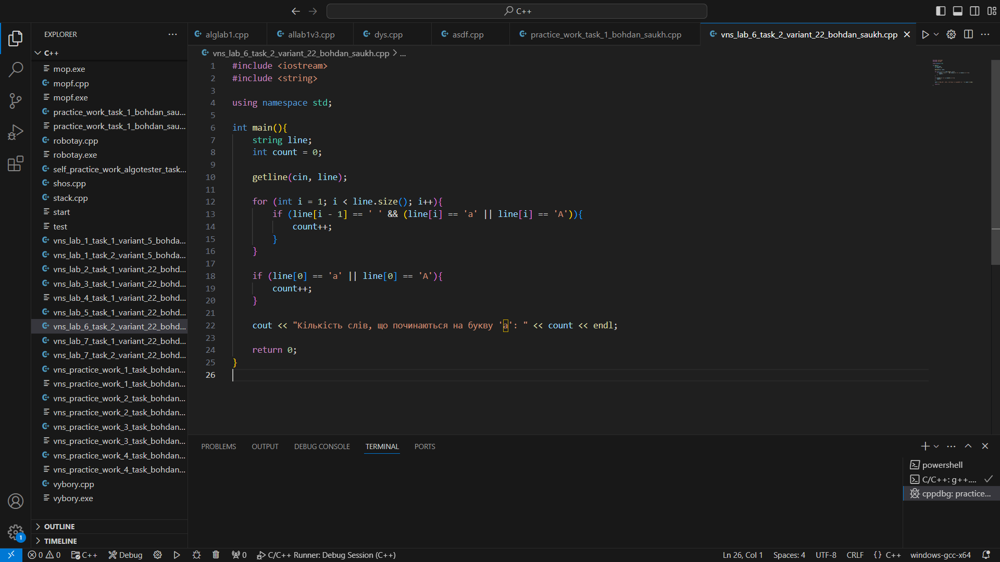 C++
EXPLORER
C++
mop.exe
mopf.cpp
mopf.exe
practice_work_task_1_bohdan_sau...
practice_work_task_1_bohdan_sau...
robotay.cpp
robotay.exe
self_practice_work_algotester_task...
shos.cpp
stack.cpp
start
test
vns_lab_1_task_1_variant_5_bohda...
vns_lab_1_task_2_variant_5_bohda...
vns_lab_2_task_1_variant_22_bohd...
vns_lab_3_task_1_variant_22_bohd...
vns_lab_4_task_1_variant_22_bohd...
vns_lab_5_task_1_variant_22_bohd...
vns_lab_6_task_2_variant_22_bohd...
vns_lab_7_task_1_variant_22_bohd...
vns_lab_7_task_2_variant_22_bohd...
vns_practice_work_1_task_bohdan...
vns_practice_work_1_task_bohdan...
vns_practice_work_2_task_bohdan...
vns_practice_work_2_task_bohdan...
vns_practice_work_3_task_bohdan...
vns_practice_work_3_task_bohdan...
vns_practice_work_4_task_bohdan...
vns_practice_work_4_task_bohdan...
vybory.cpp
vybory.exe
OUTLINE
TIMELINE
alglab1.cpp allab1v3.cpp dys.cpp asdf.cpp practice_work_task_1_bohdan_saukh.cpp vns_lab_6_task_2_variant_22_bohdan_saukh.cpp
vns_lab_6_task_2_variant_22_bohdan_saukh.cpp > ...
1 #include <iostream>
2 #include <string>
3
4 using namespace std;
5
6 int main(){
7 string line;
8 int count = 0;
9
10 getline(cin, line);
11
12 for (int i = 1; i < line.size(); i++){
13 if (line[i - 1] == ' ' && (line[i] == 'a' || line[i] == 'A')){
14 count++;
15 }
16 }
17
18 if (line[0] == 'a' || line[0] == 'A'){
19 count++;
20 }
21
22 cout << "Кількість слів, що починаються на букву 'а': " << count << endl;
23
24 return 0;
25 }
26
PROBLEMS OUTPUT DEBUG CONSOLE TERMINAL PORTS
powershell
C/C++: g++....
cppdbg: practice...
1
0 0 C++ Debug 0 C/C++ Runner: Debug Session (C++) Ln 26, Col 1 Spaces: 4 UTF-8 CRLF {} C++ windows-gcc-x64